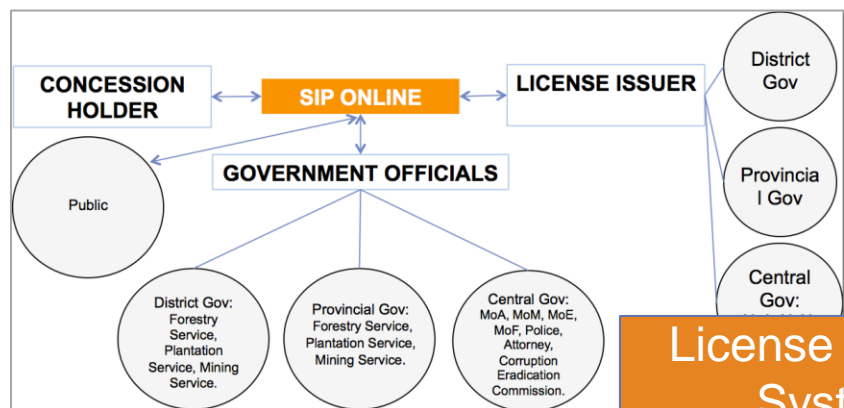 CONCESSION
HOLDER
SIP ONLINE
LICENSE ISSUER
District
Gov
Public
GOVERNMENT OFFICIALS
Provincia
l Gov
District Gov:
Forestry
Service,
Plantation
Service, Mining
Service.
Provincial Gov:
Forestry Service,
Plantation Service,
Mining Service.
Central Gov:
MoA, MoM, MoE,
MoF, Police,
Attorney,
Corruption
Eradication
Commission.
Central
Gov:
License